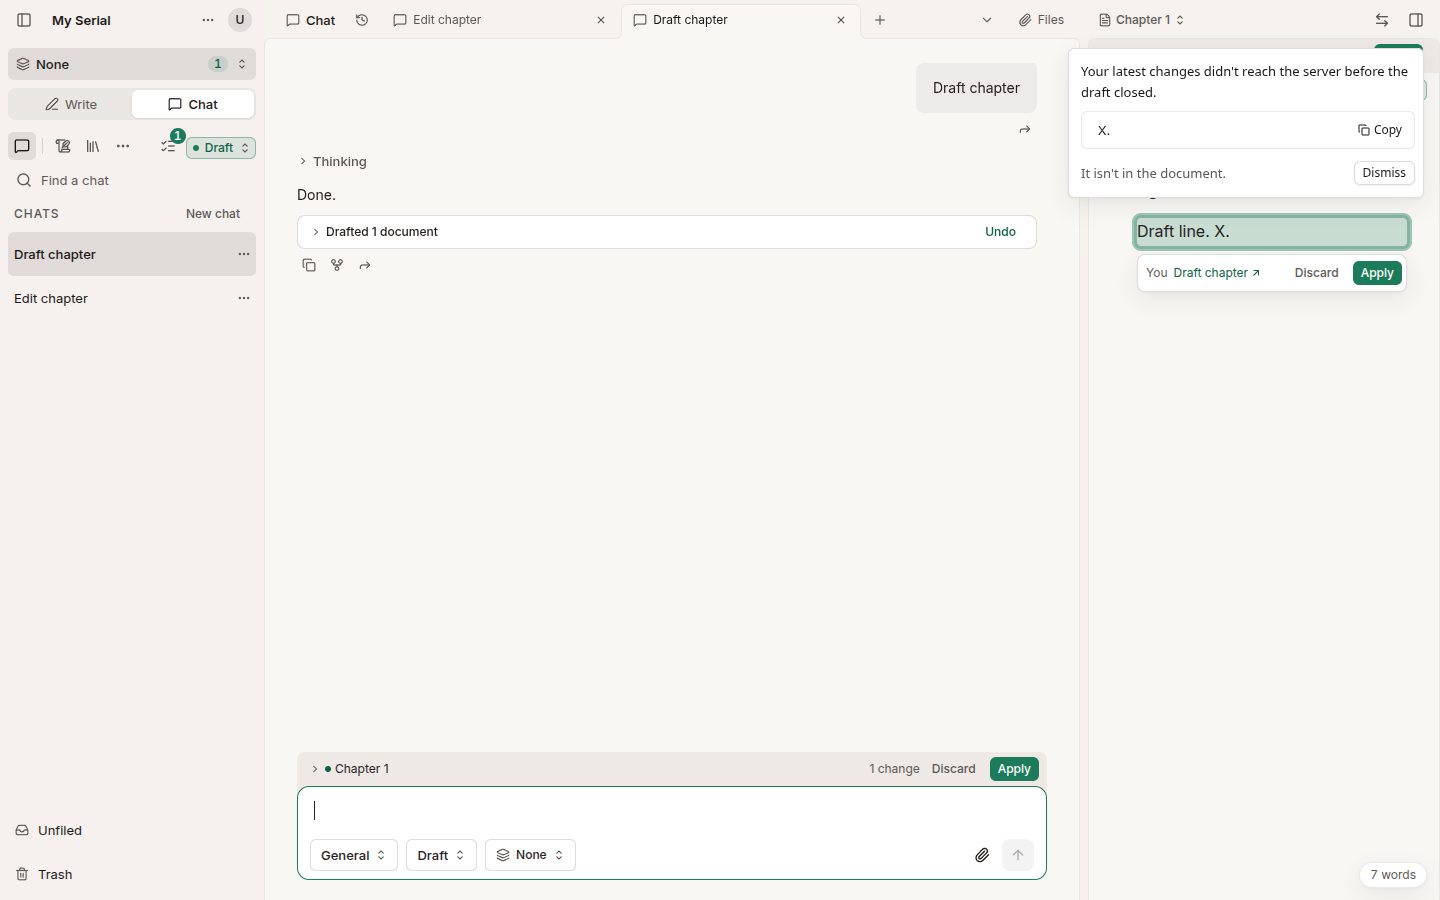 My Serial
U
Chat
Edit chapter
Draft chapter
Files
Chapter 1
None
1
Write
Chat
1
Draft
Find a chat
CHATS
New chat
Draft chapter
Edit chapter
Unfiled
Trash
Draft chapter
Thinking
Done.
Drafted 1 document
Undo
Chapter 1
1 change
Discard
Apply
General
Draft
None
Your latest changes didn't reach the server before the
draft closed.
X.
Copy
It isn't in the document.
Dismiss
Draft line. X.
You
Draft chapter
Discard
Apply
7 words